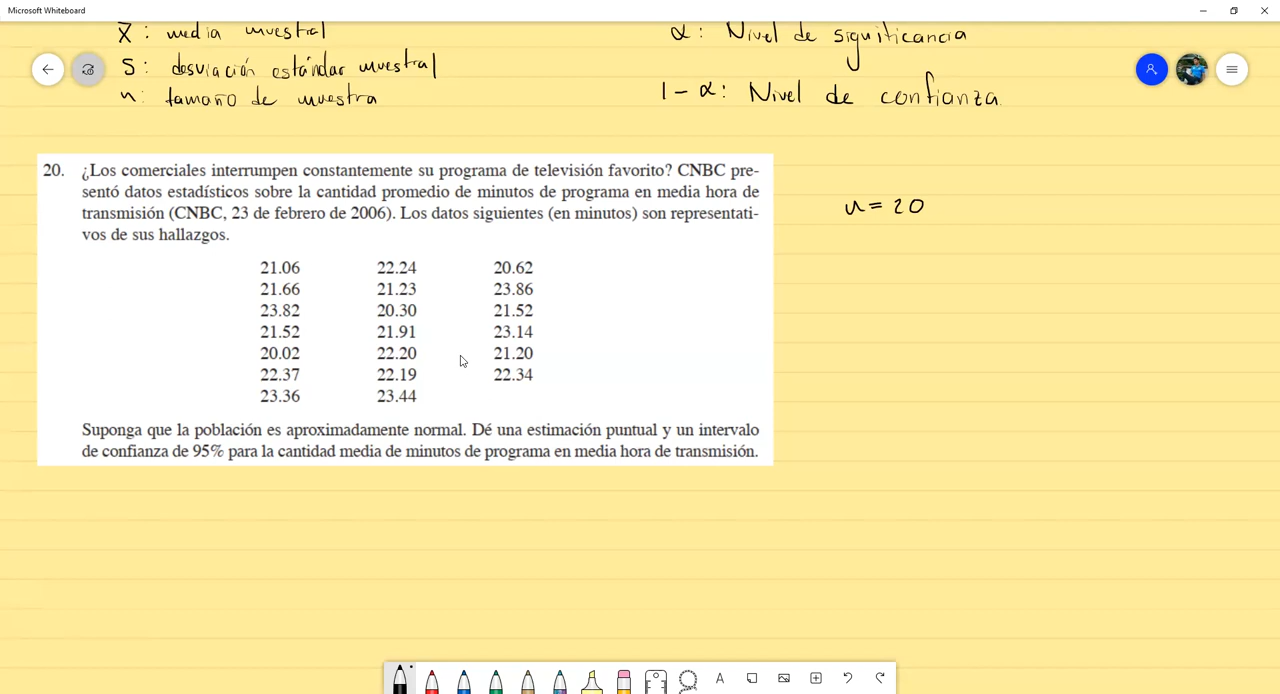 Microsoft Whiteboard
X̄ : media muestral
S : desviación estándar muestral
n : tamaño de muestra
α : Nivel de significancia
1 - α : Nivel de confianza.
20. ¿Los comerciales interrumpen constantemente su programa de televisión favorito? CNBC pre-
sentó datos estadísticos sobre la cantidad promedio de minutos de programa en media hora de
transmisión (CNBC, 23 de febrero de 2006). Los datos siguientes (en minutos) son representati-
vos de sus hallazgos.
21.06 22.24 20.62
21.66 21.23 23.86
23.82 20.30 21.52
21.52 21.91 23.14
20.02 22.20 21.20
22.37 22.19 22.34
23.36 23.44
Suponga que la población es aproximadamente normal. Dé una estimación puntual y un intervalo
de confianza de 95% para la cantidad media de minutos de programa en media hora de transmisión.
n = 20
A